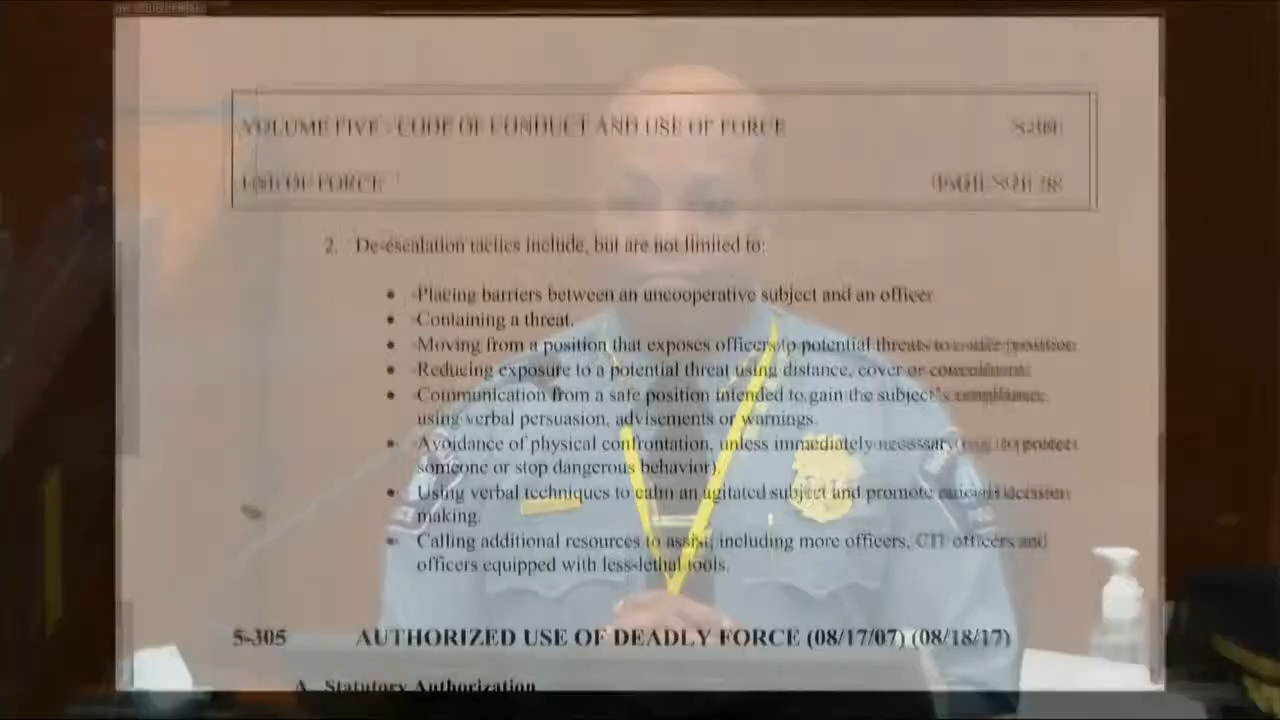 VOLUME FIVE - CODE OF CONDUCT AND USE OF FORCE 5-300
USE OF FORCE
2. De-escalation tactics include, but are not limited to:
• -Placing barriers between an uncooperative subject and an officer
• -Containing a threat.
• -Moving from a position that exposes officers to potential threats to a safer position.
• -Reducing exposure to a potential threat using distance, cover or concealment.
• -Communication from a safe position intended to gain the subject's compliance,
using verbal persuasion, advisements or warnings.
• -Avoidance of physical confrontation, unless immediately necessary (e.g. to protect
someone or stop dangerous behavior).
• -Using verbal techniques to calm an agitated subject and promote rational decision
making.
• -Calling additional resources to assist, including more officers, CIT officers and
officers equipped with less-lethal tools.
5-305 AUTHORIZED USE OF DEADLY FORCE (08/17/07) (08/18/17)
A. Statutory Authorization